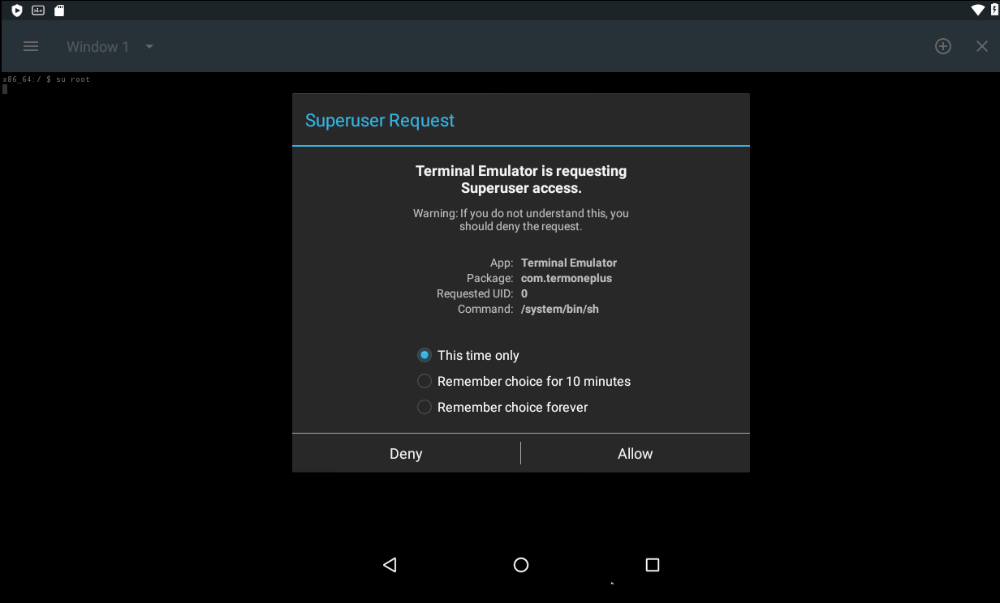 Window 1
x86_64:/ $ su root
Superuser Request
Terminal Emulator is requesting
Superuser access.
Warning: If you do not understand this, you
should deny the request.
App: Terminal Emulator
Package: com.termoneplus
Requested UID: 0
Command: /system/bin/sh
This time only
Remember choice for 10 minutes
Remember choice forever
Deny
Allow